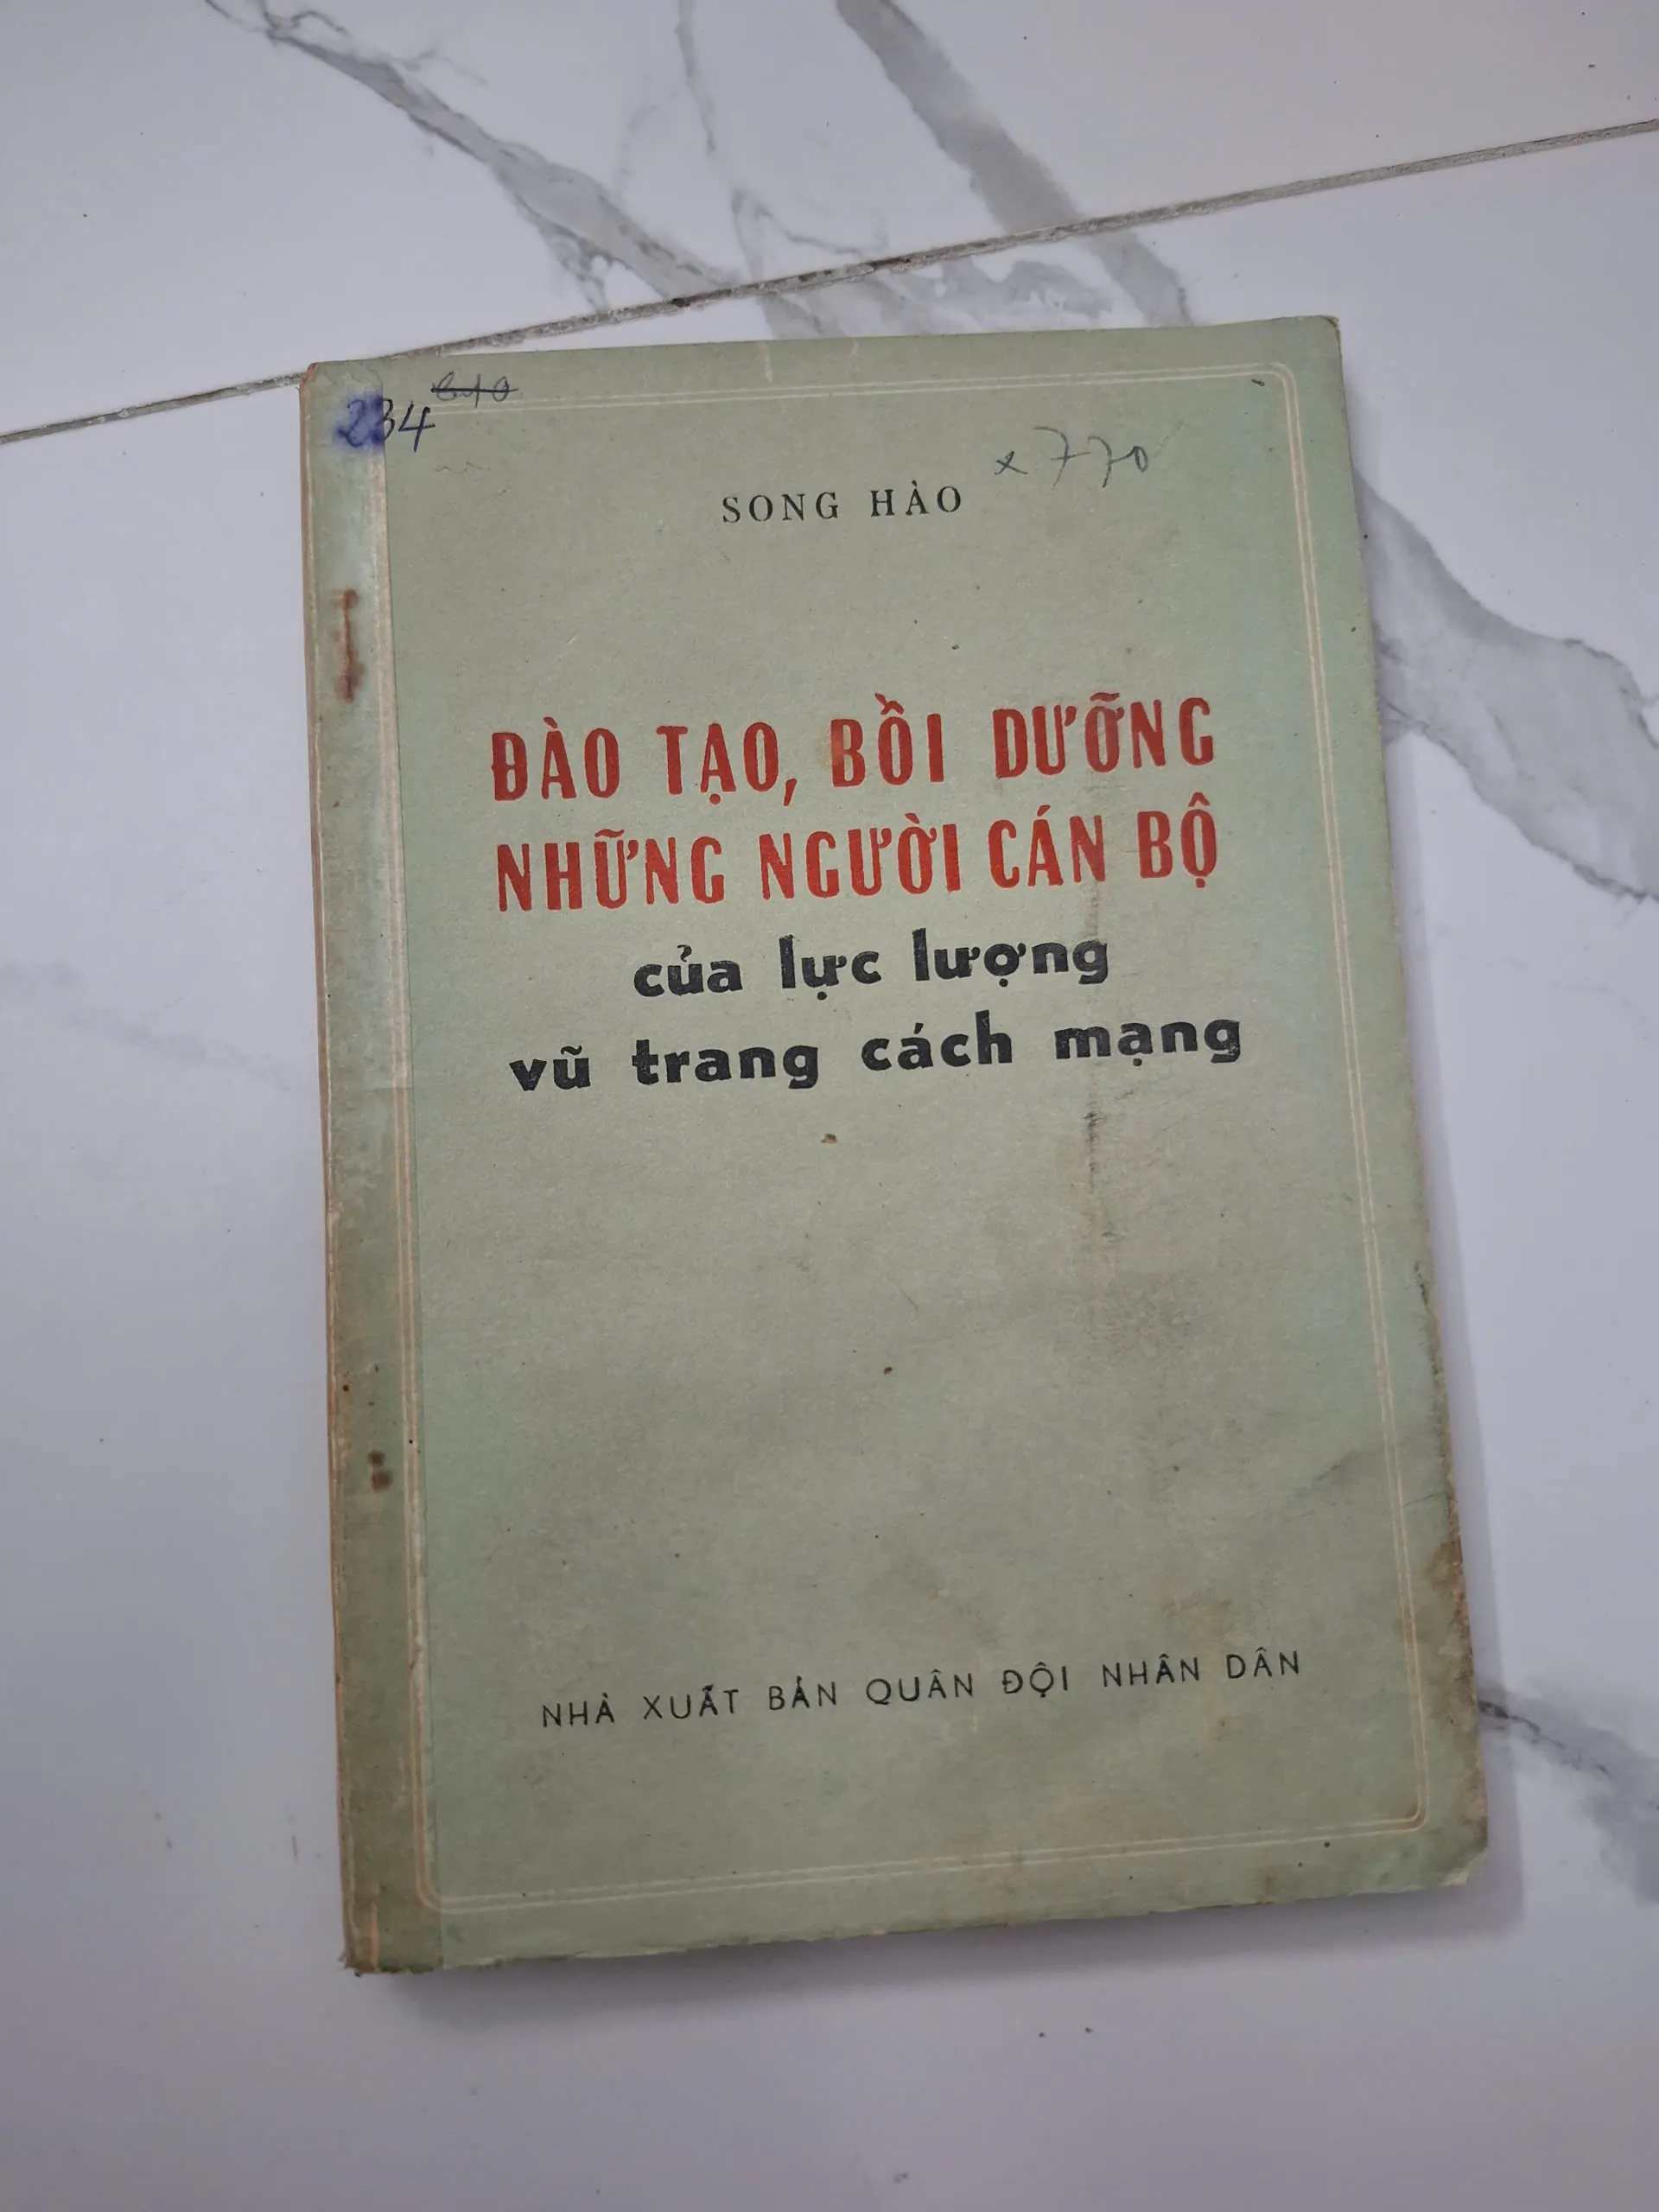 234
x 770
SONG HÀO
ĐÀO TẠO, BỒI DƯỠNG
NHỮNG NGƯỜI CÁN BỘ
của lực lượng
vũ trang cách mạng
NHÀ XUẤT BẢN QUÂN ĐỘI NHÂN DÂN